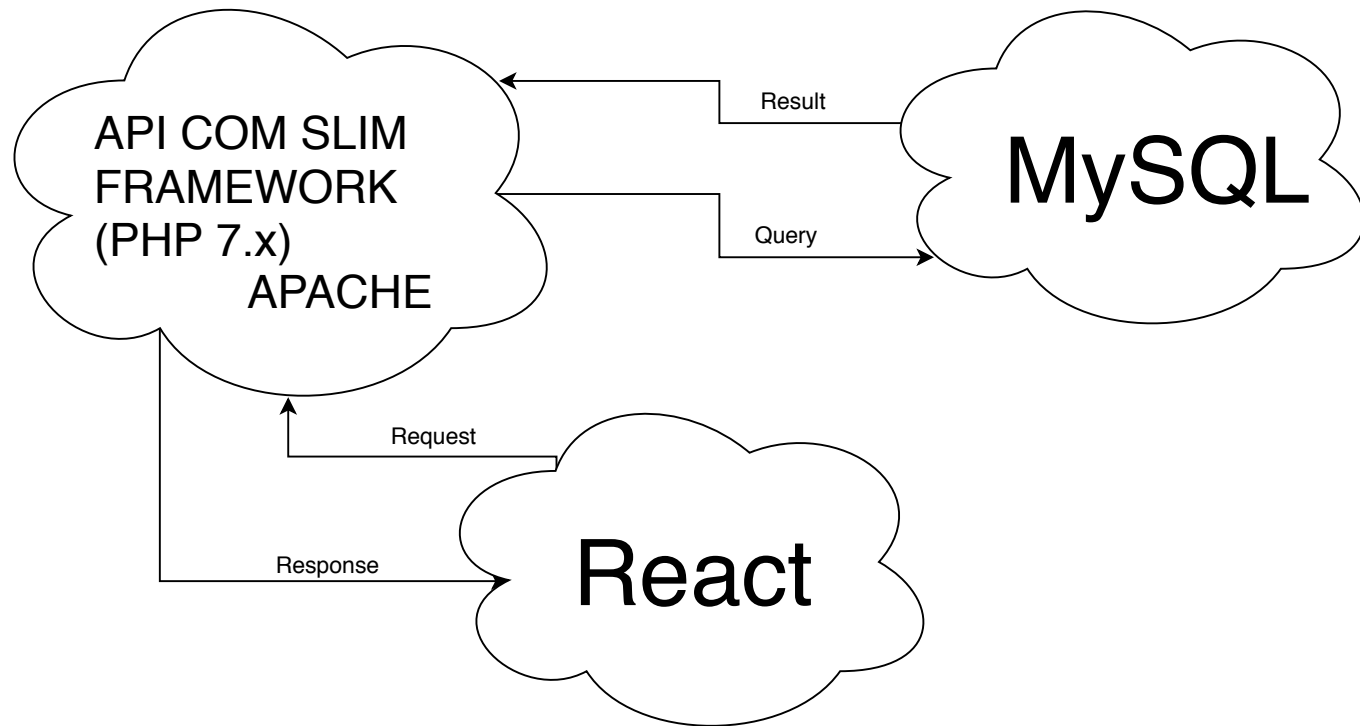 API COM SLIM
FRAMEWORK
(PHP 7.x)
APACHE
Result
MySQL
Query
Request
Response
React